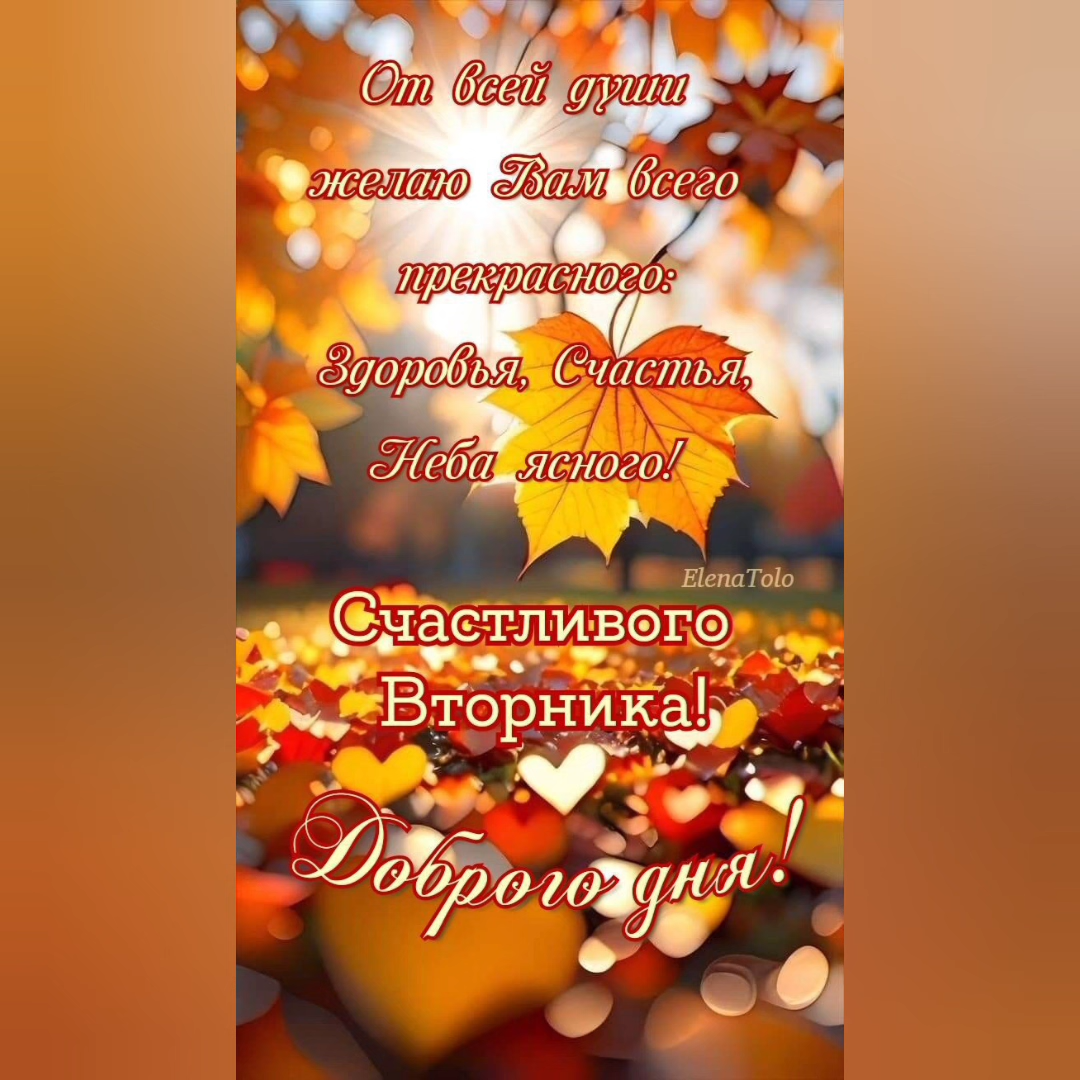 От всей души
желаю Вам всего
прекрасного:
Здоровья, Счастья,
Неба ясного!
ElenaTolo
Счастливого
Вторника!
Доброго дня!